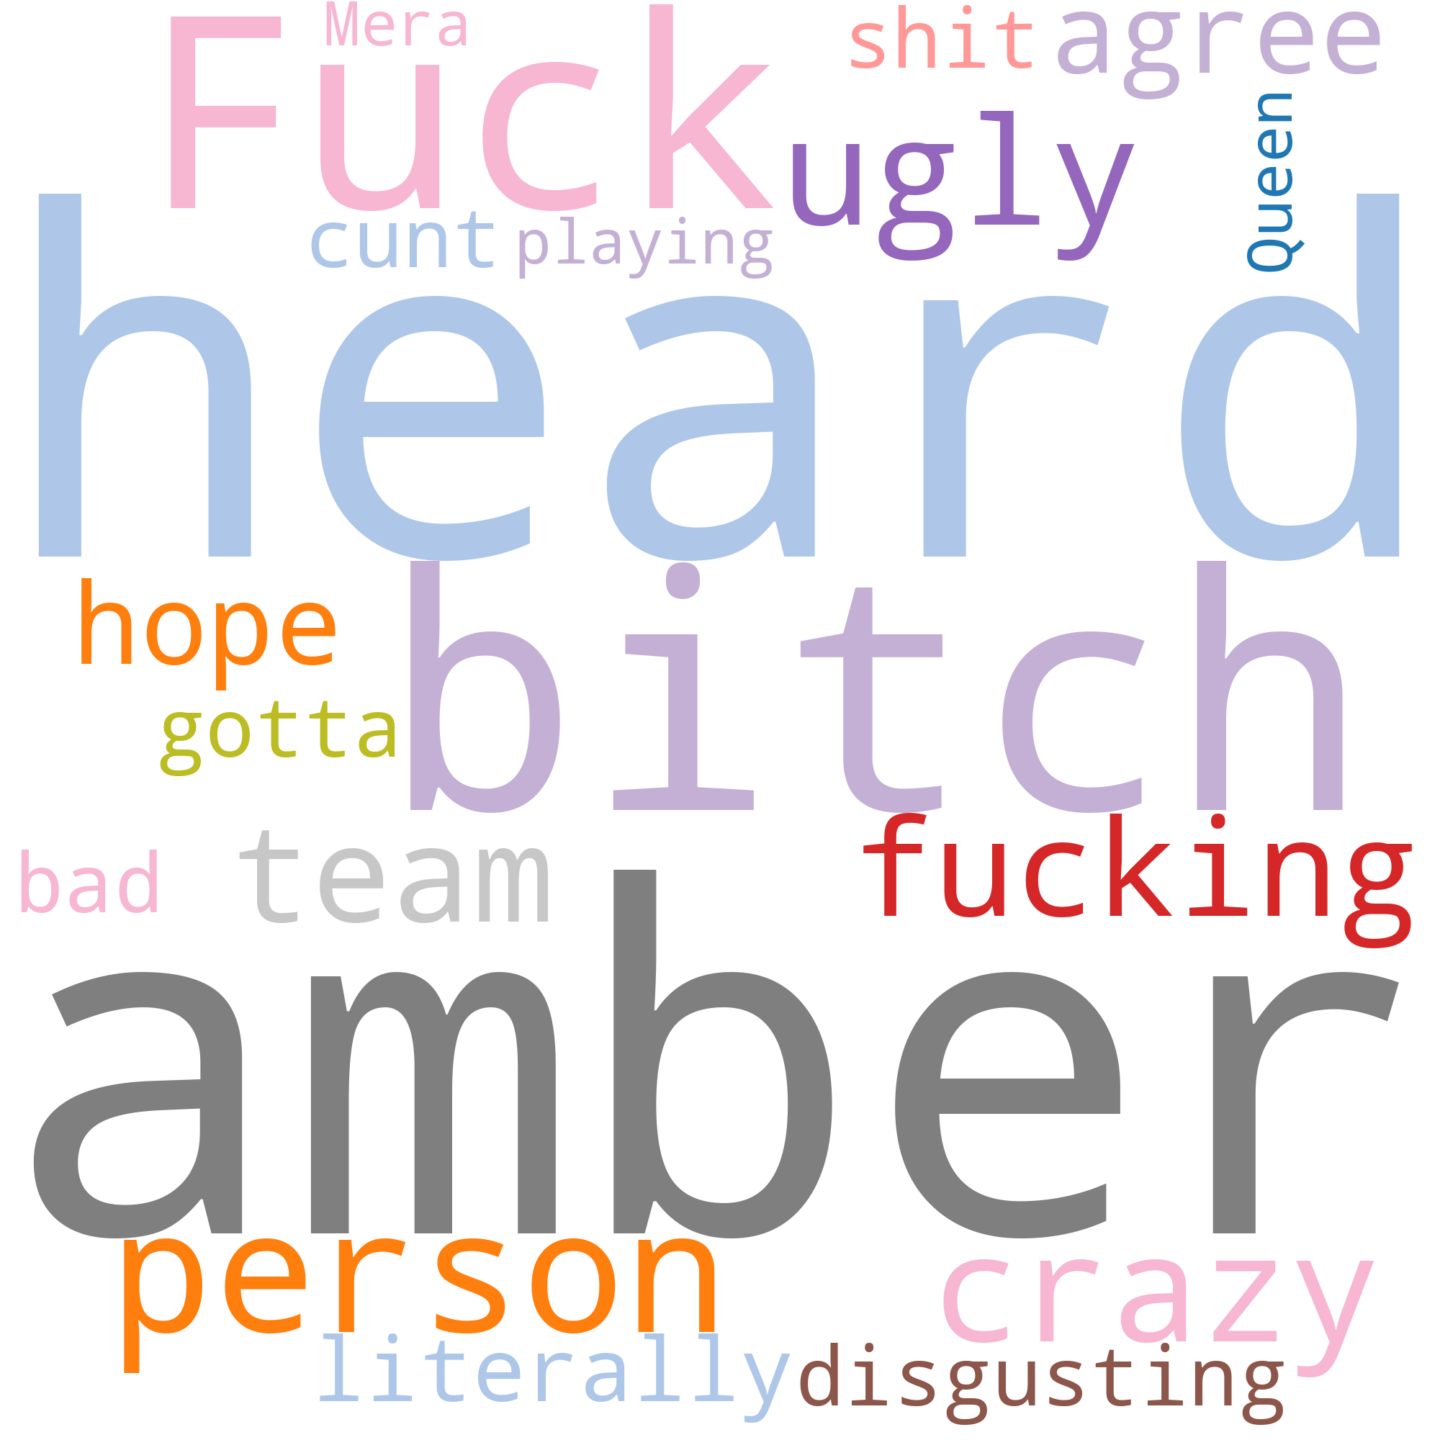 Mera
shit
agree
Fuck
ugly
Queen
cunt
playing
heard
hope
bitch
gotta
fucking
team
bad
amber
person
crazy
literally
disgusting